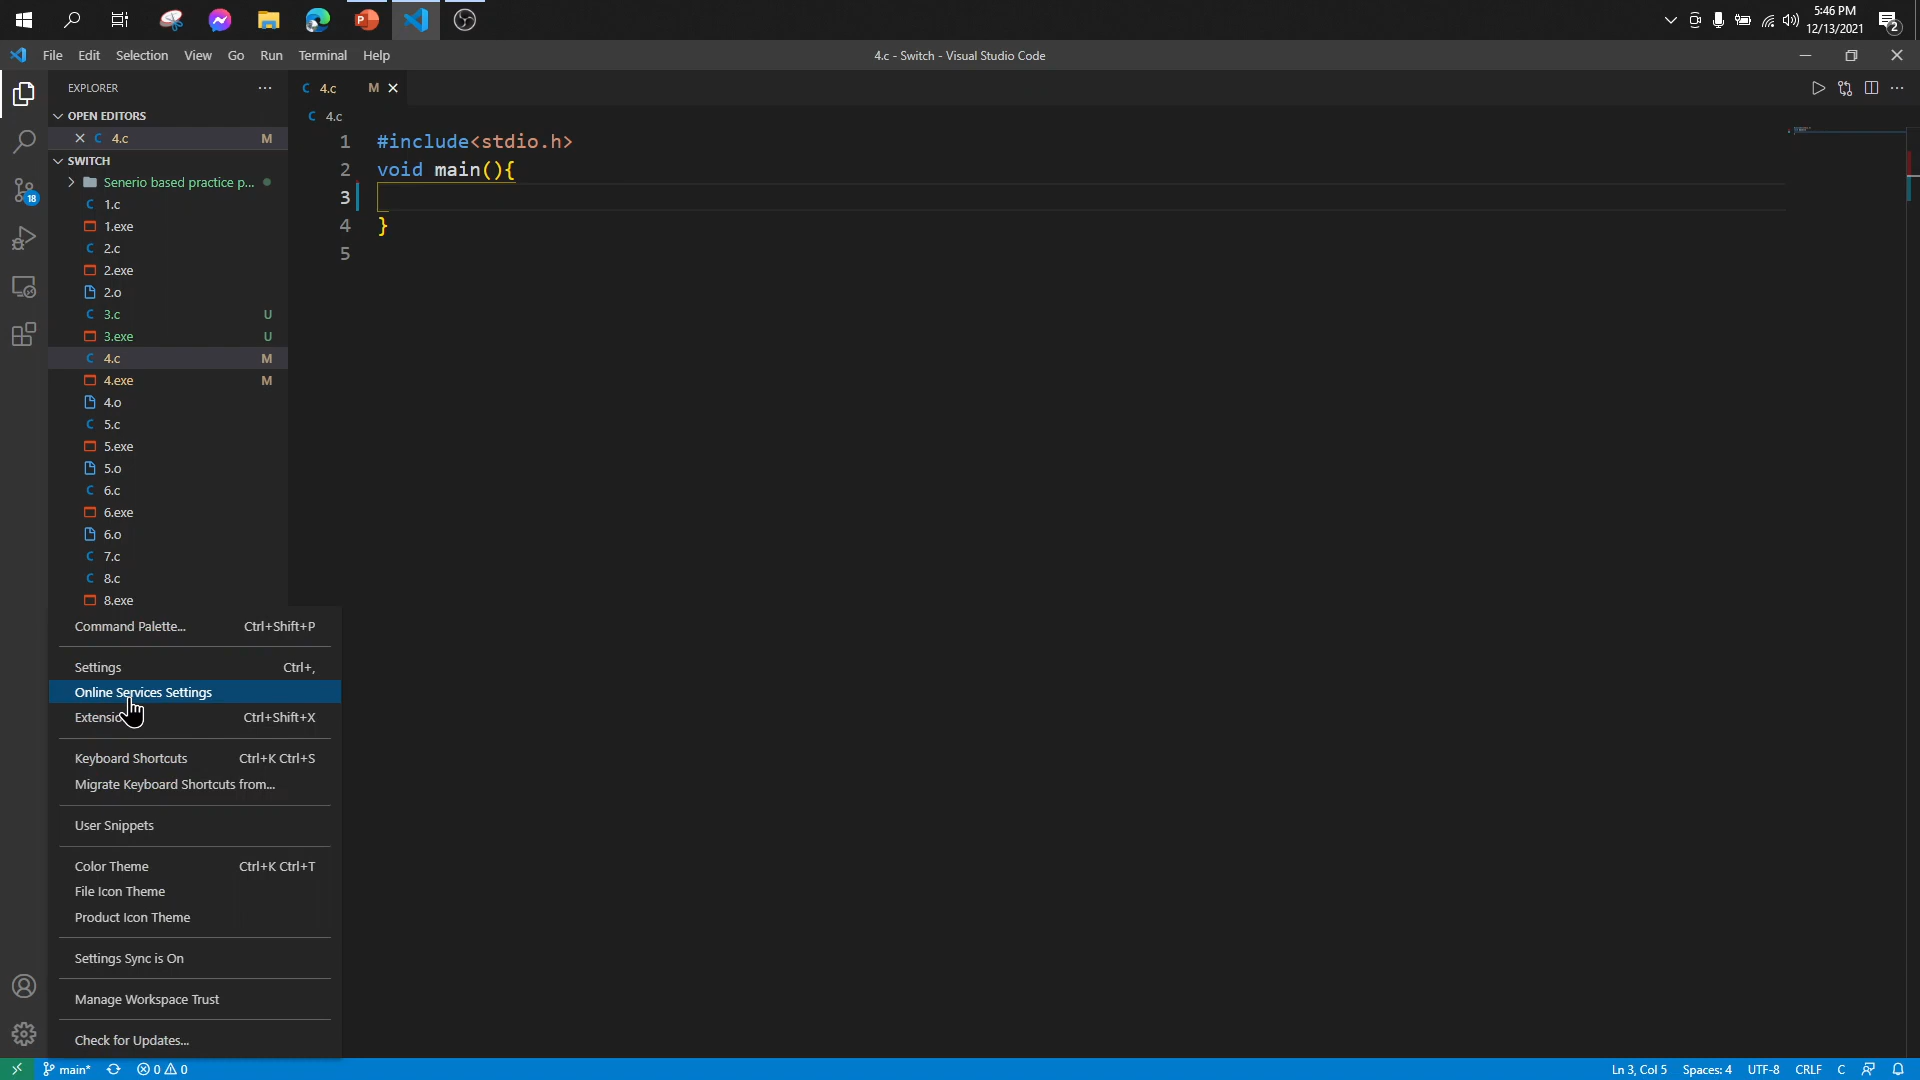 5:46 PM
12/13/2021
2
File Edit Selection View Go Run Terminal Help
4.c - Switch - Visual Studio Code
EXPLORER
4.c M
OPEN EDITORS
4.c M
4.c
SWITCH
Senerio based practice p...
1.c
1.exe
2.c
2.exe
2.o
3.c U
3.exe U
4.c M
4.exe M
4.o
5.c
5.exe
5.o
6.c
6.exe
6.o
7.c
8.c
8.exe
18
1 #include<stdio.h>
2 void main(){
3
4 }
5
Command Palette... Ctrl+Shift+P
Settings Ctrl+,
Online Services Settings
Extensio Ctrl+Shift+X
Keyboard Shortcuts Ctrl+K Ctrl+S
Migrate Keyboard Shortcuts from...
User Snippets
Color Theme Ctrl+K Ctrl+T
File Icon Theme
Product Icon Theme
Settings Sync is On
Manage Workspace Trust
Check for Updates...
main* 0 0
Ln 3, Col 5 Spaces: 4 UTF-8 CRLF C